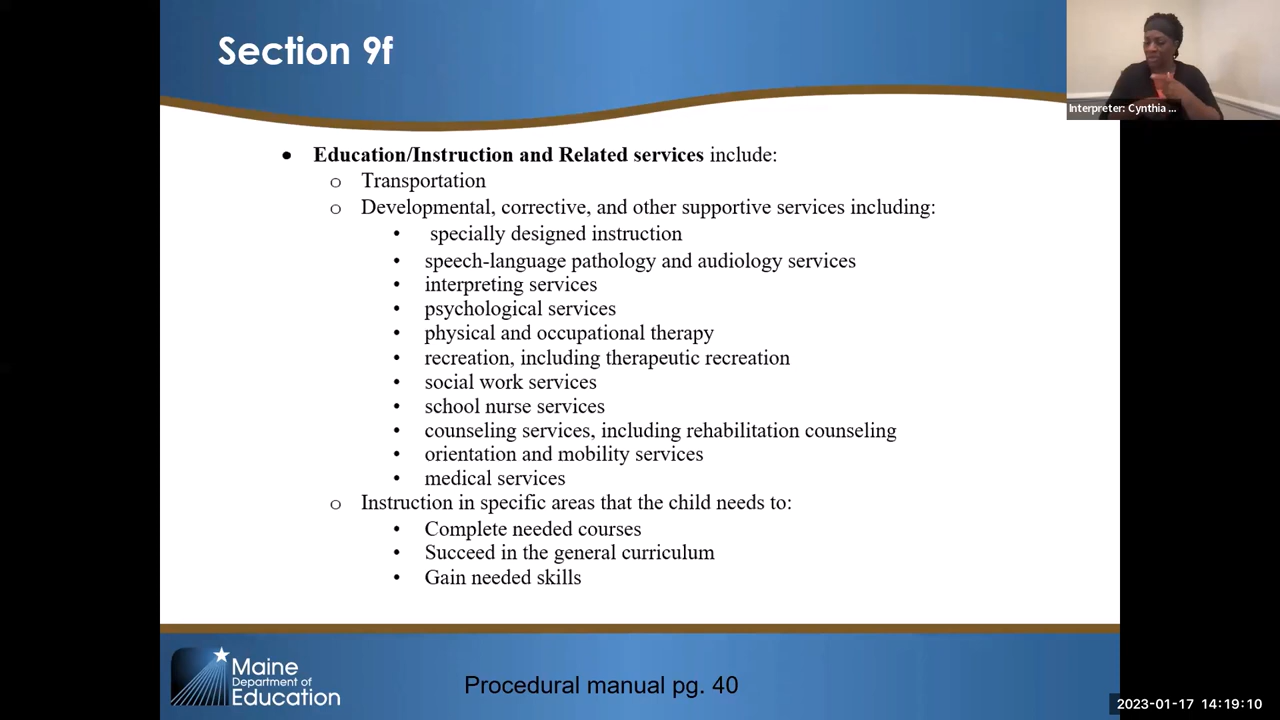 Section 9f
Interpreter: Cynthia ...
• Education/Instruction and Related services include:
o Transportation
o Developmental, corrective, and other supportive services including:
• specially designed instruction
• speech-language pathology and audiology services
• interpreting services
• psychological services
• physical and occupational therapy
• recreation, including therapeutic recreation
• social work services
• school nurse services
• counseling services, including rehabilitation counseling
• orientation and mobility services
• medical services
o Instruction in specific areas that the child needs to:
• Complete needed courses
• Succeed in the general curriculum
• Gain needed skills
Maine
Department of
Education
Procedural manual pg. 40
2023-01-17 14:19:10